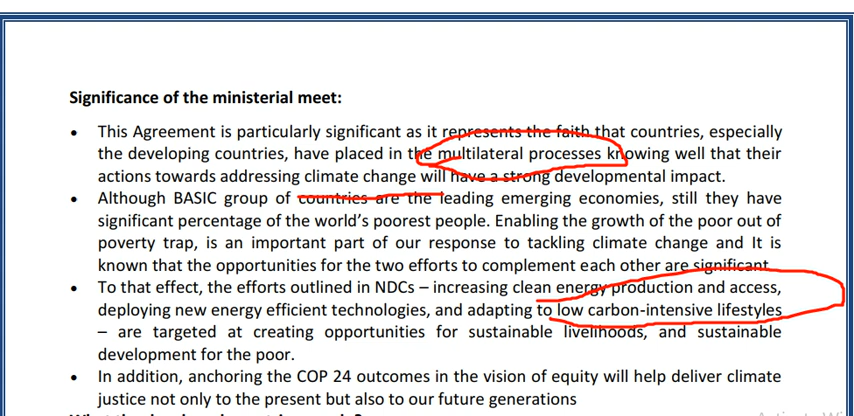 Significance of the ministerial meet:
• This Agreement is particularly significant as it represents the faith that countries, especially
the developing countries, have placed in the multilateral processes knowing well that their
actions towards addressing climate change will have a strong developmental impact.
• Although BASIC group of countries are the leading emerging economies, still they have
significant percentage of the world's poorest people. Enabling the growth of the poor out of
poverty trap, is an important part of our response to tackling climate change and It is
known that the opportunities for the two efforts to complement each other are significant.
• To that effect, the efforts outlined in NDCs – increasing clean energy production and access,
deploying new energy efficient technologies, and adapting to low carbon-intensive lifestyles
– are targeted at creating opportunities for sustainable livelihoods, and sustainable
development for the poor.
• In addition, anchoring the COP 24 outcomes in the vision of equity will help deliver climate
justice not only to the present but also to our future generations